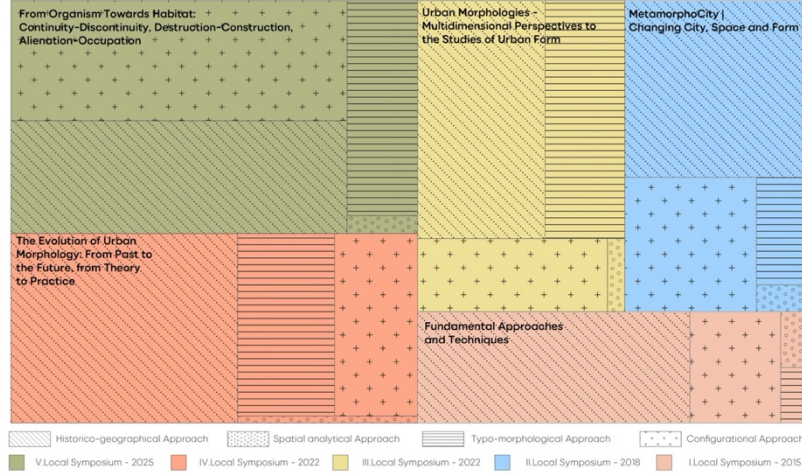 From Organism Towards Habitat:
Continuity-Discontinuity, Destruction-Construction,
Alienation-Occupation
Urban Morphologies -
Multidimensional Perspectives to
the Studies of Urban Form
MetamorphoCity |
Changing City, Space and Form
The Evolution of Urban
Morphology: From Past to
the Future, from Theory
to Practice
Fundamental Approaches
and Techniques
Historico-geographical Approach
Spatial analytical Approach
Typo-morphological Approach
Configurational Approach
V.Local Symposium - 2025
IV.Local Symposium - 2022
III.Local Symposium - 2022
II.Local Symposium - 2018
I.Local Symposium - 2015